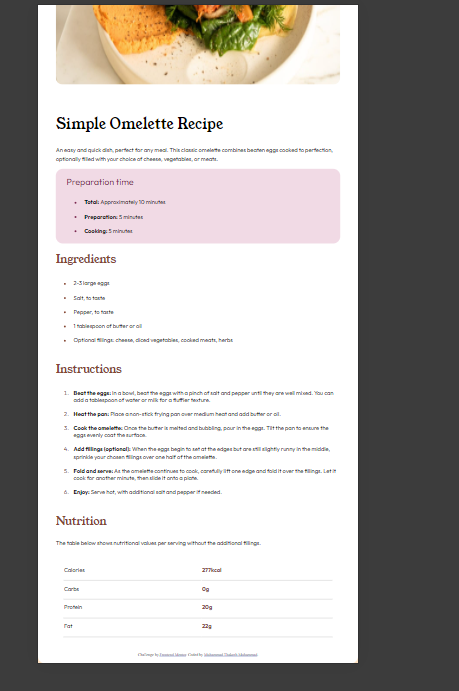 Simple Omelette Recipe
An easy and quick dish, perfect for any meal. This classic omelette combines beaten eggs cooked to perfection,
optionally filled with your choice of cheese, vegetables, or meats.
Preparation time
• Total: Approximately 10 minutes
• Preparation: 5 minutes
• Cooking: 5 minutes
Ingredients
• 2-3 large eggs
• Salt, to taste
• Pepper, to taste
• 1 tablespoon of butter or oil
• Optional fillings: cheese, diced vegetables, cooked meats, herbs
Instructions
1. Beat the eggs: In a bowl, beat the eggs with a pinch of salt and pepper until they are well mixed. You can
add a tablespoon of water or milk for a fluffier texture.
2. Heat the pan: Place a non-stick frying pan over medium heat and add butter or oil.
3. Cook the omelette: Once the butter is melted and bubbling, pour in the eggs. Tilt the pan to ensure the
eggs evenly coat the surface.
4. Add fillings (optional): When the eggs begin to set at the edges but are still slightly runny in the middle,
sprinkle your chosen fillings over one half of the omelette.
5. Fold and serve: As the omelette continues to cook, carefully lift one edge and fold it over the fillings. Let it
cook for another minute, then slide it onto a plate.
6. Enjoy: Serve hot, with additional salt and pepper if needed.
Nutrition
The table below shows nutritional values per serving without the additional fillings.
Calories 277kcal
Carbs 0g
Protein 20g
Fat 22g
Challenge by Frontend Mentor. Coded by